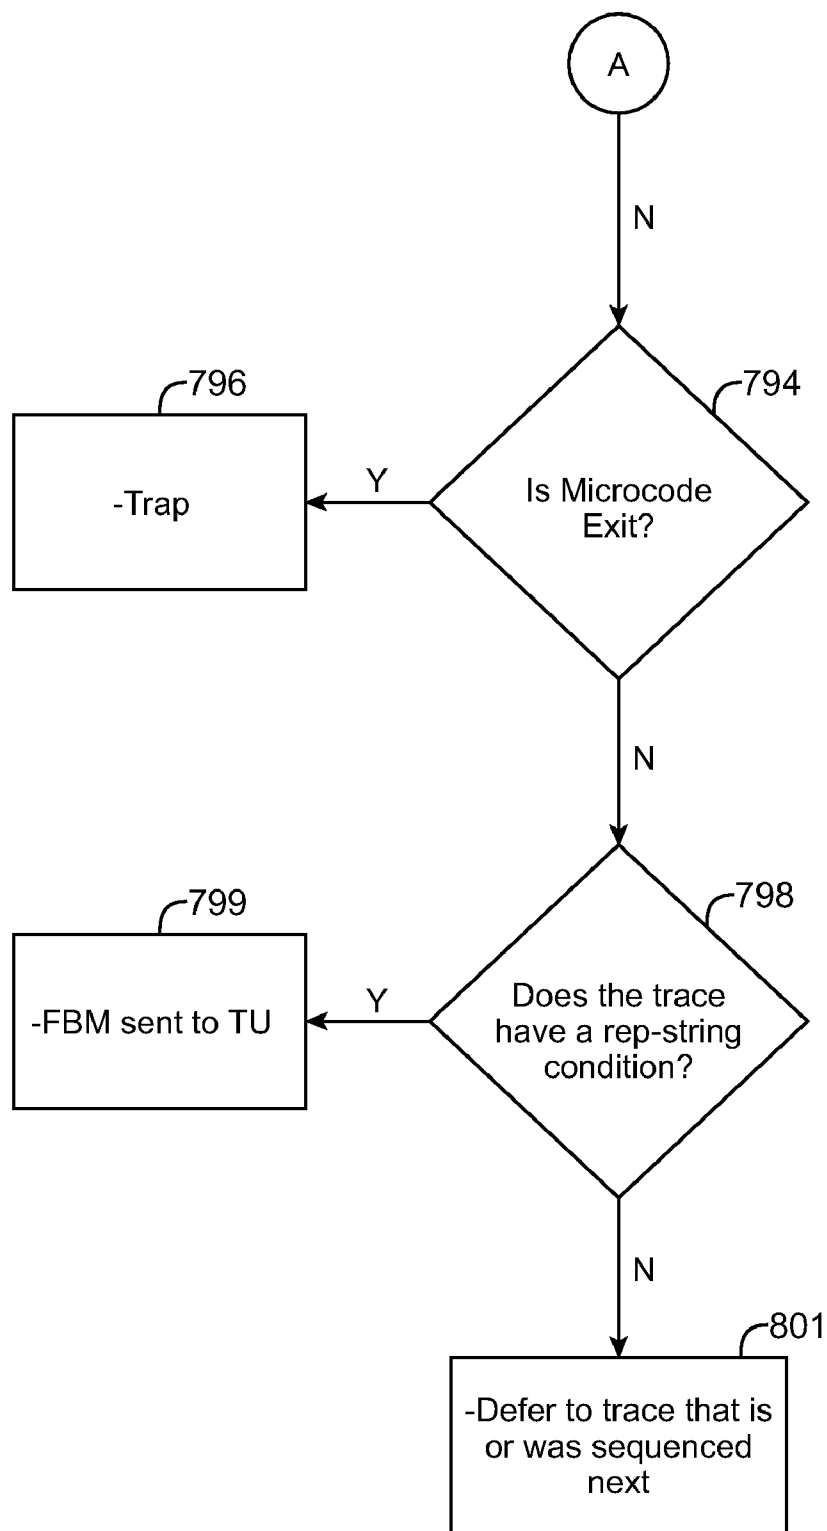 A
N
796
794
-Trap
Y
Is Microcode
Exit?
N
799
798
-FBM sent to TU
Y
Does the trace
have a rep-string
condition?
N
801
-Defer to trace that is
or was sequenced
next